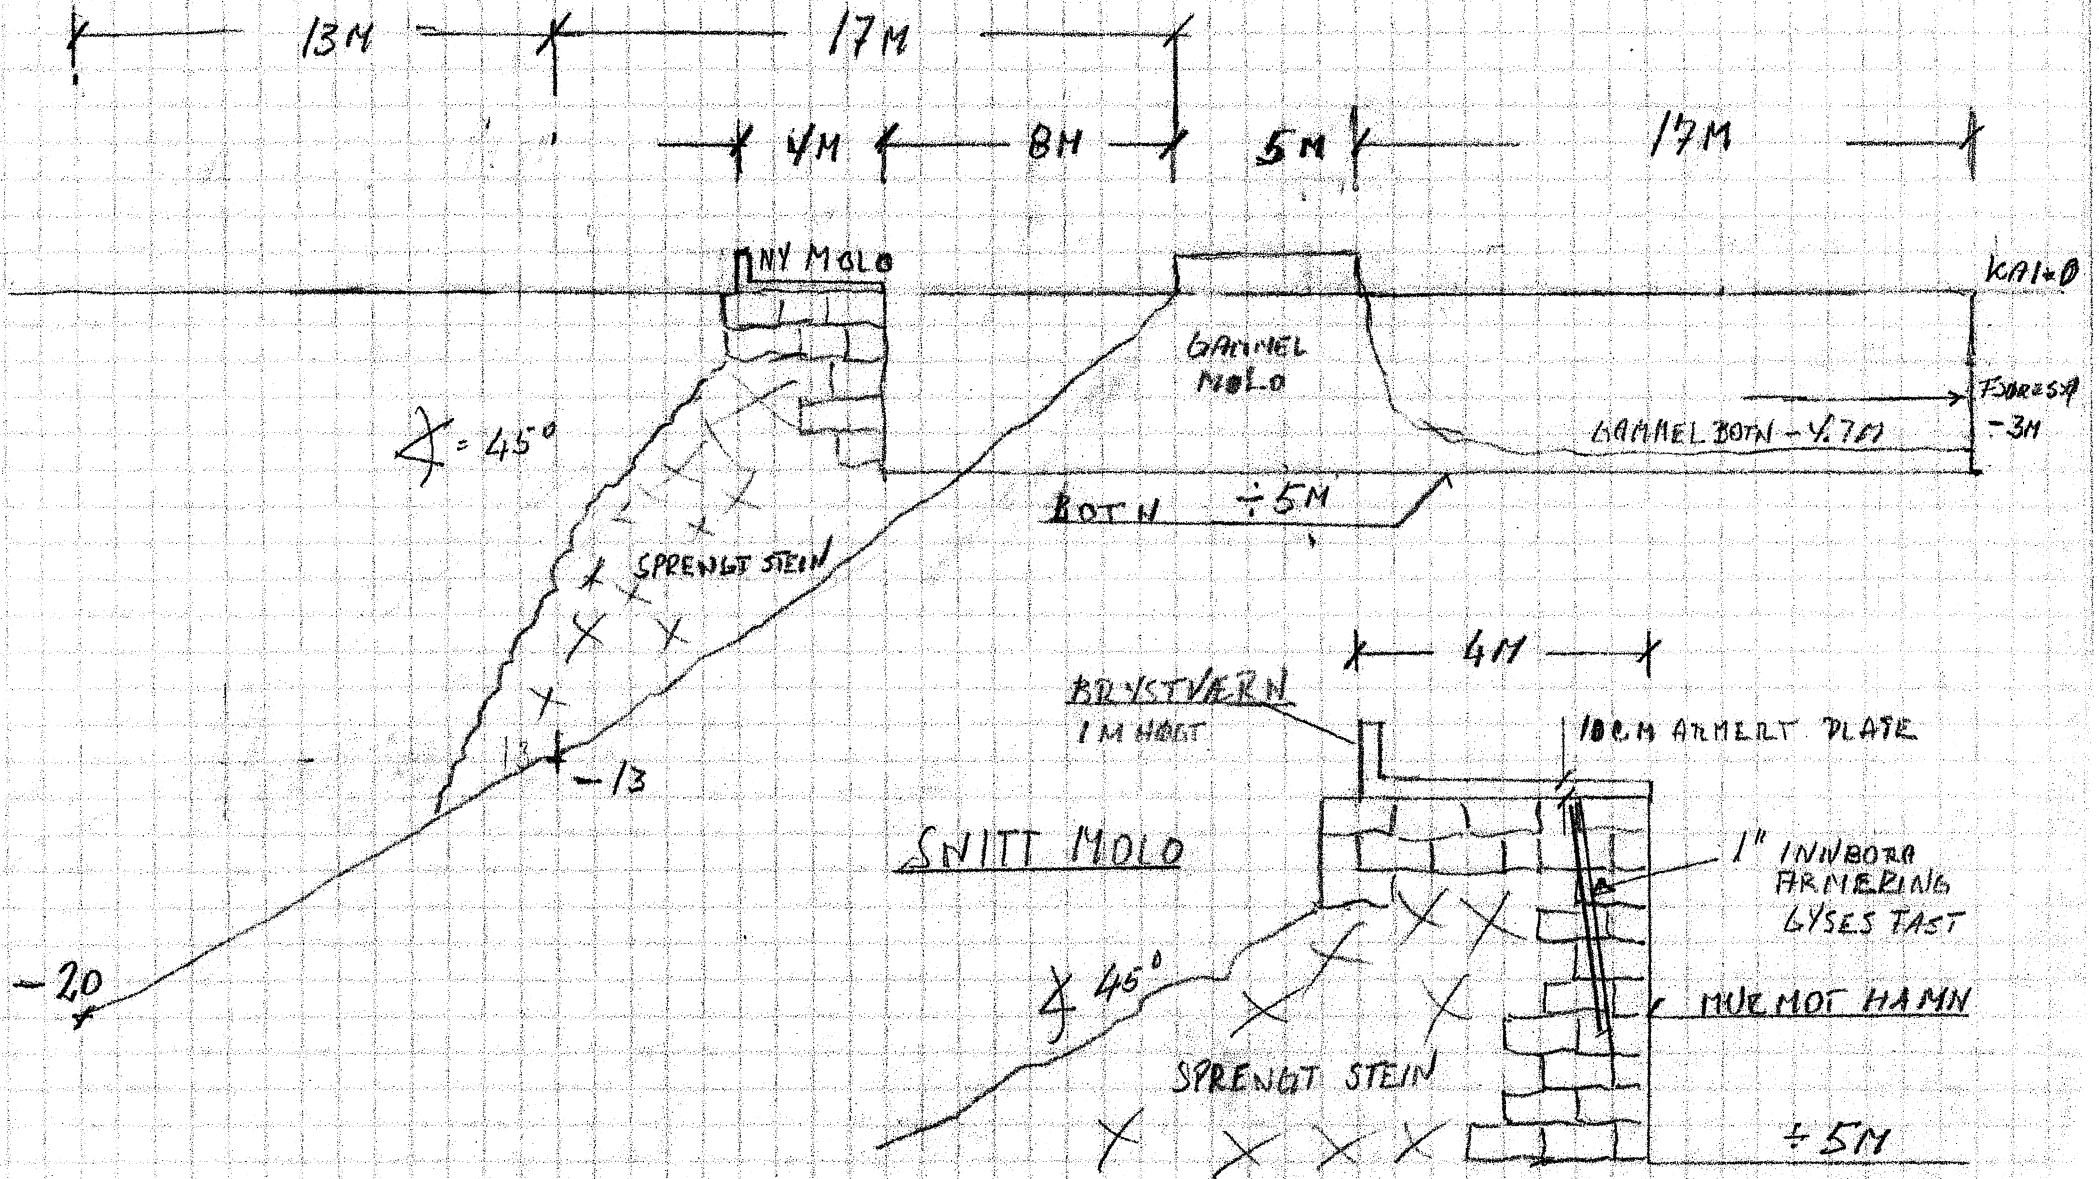 13M
17M
4M
8M
5M
17M
NY MOLO
KAI=0
GAMMEL
MOLO
FJÆRESJØ
-3M
GAMMEL BOTN -4.7M
= 45°
BOTN ÷5M
SPRENGT STEIN
13
-13
4M
BRYSTVÆRN
1M HØGT
10CM ARMERT PLATE
SNITT MOLO
1" INNBORA
ARMERING
GYSES FAST
-20
45°
MUR MOT HAMN
SPRENGT STEIN
÷5M